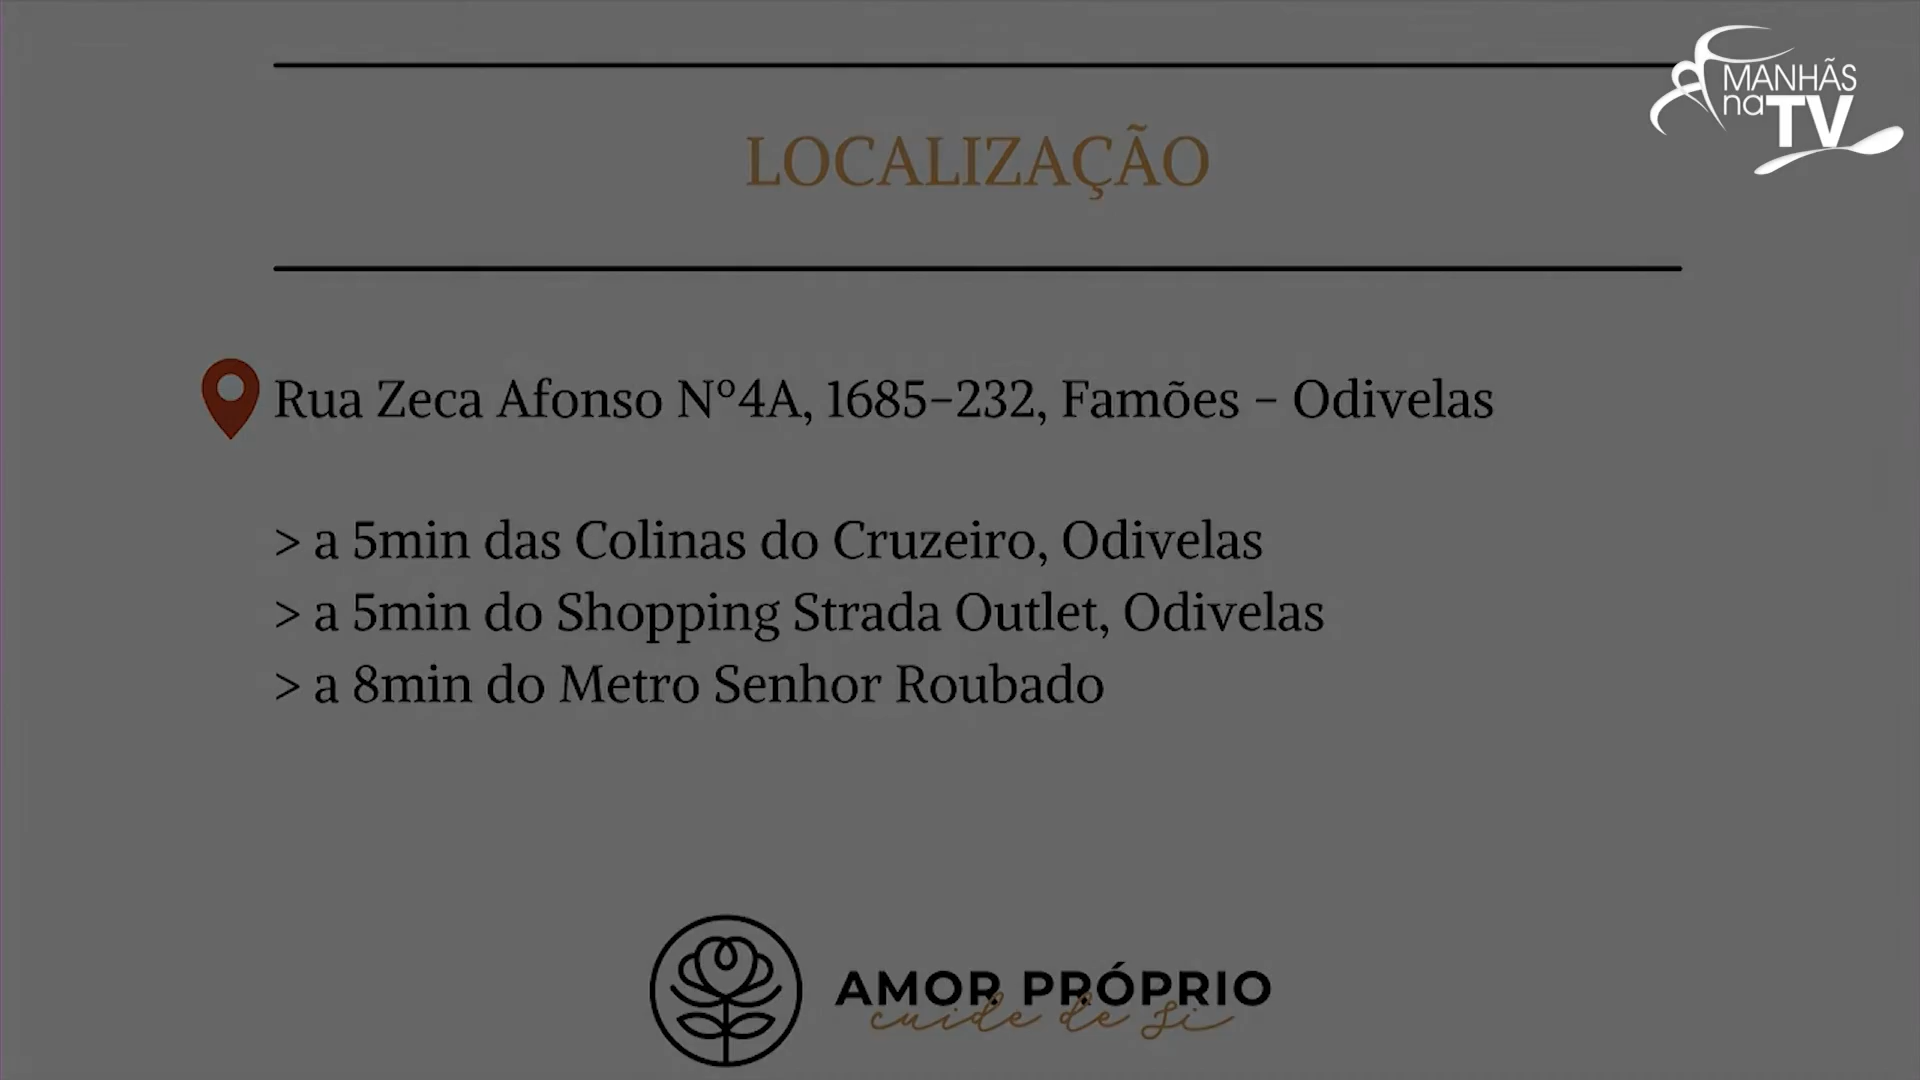 MANHÃS
na TV
LOCALIZAÇÃO
Rua Zeca Afonso Nº4A, 1685-232, Famões - Odivelas
> a 5min das Colinas do Cruzeiro, Odivelas
> a 5min do Shopping Strada Outlet, Odivelas
> a 8min do Metro Senhor Roubado
AMOR PRÓPRIO
cuide de si